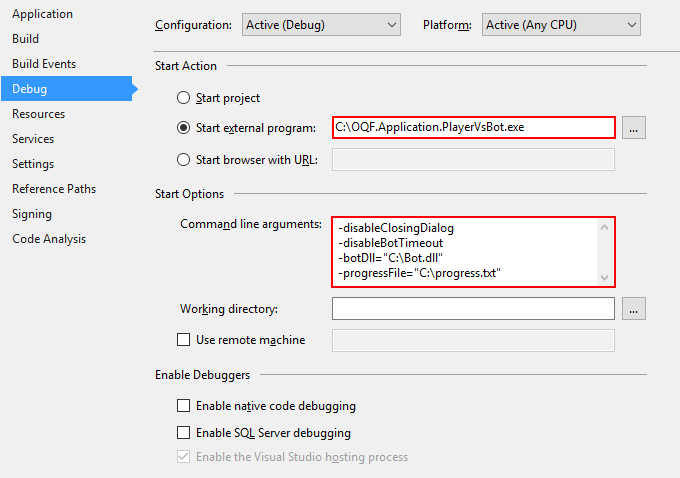 Application
Build
Build Events
Debug
Resources
Services
Settings
Reference Paths
Signing
Code Analysis
Configuration: Active (Debug) Platform: Active (Any CPU)
Start Action
Start project
Start external program: C:\OQF.Application.PlayerVsBot.exe ...
Start browser with URL:
Start Options
Command line arguments: -disableClosingDialog
-disableBotTimeout
-botDll="C:\Bot.dll"
-progressFile="C:\progress.txt"
Working directory: ...
Use remote machine
Enable Debuggers
Enable native code debugging
Enable SQL Server debugging
Enable the Visual Studio hosting process